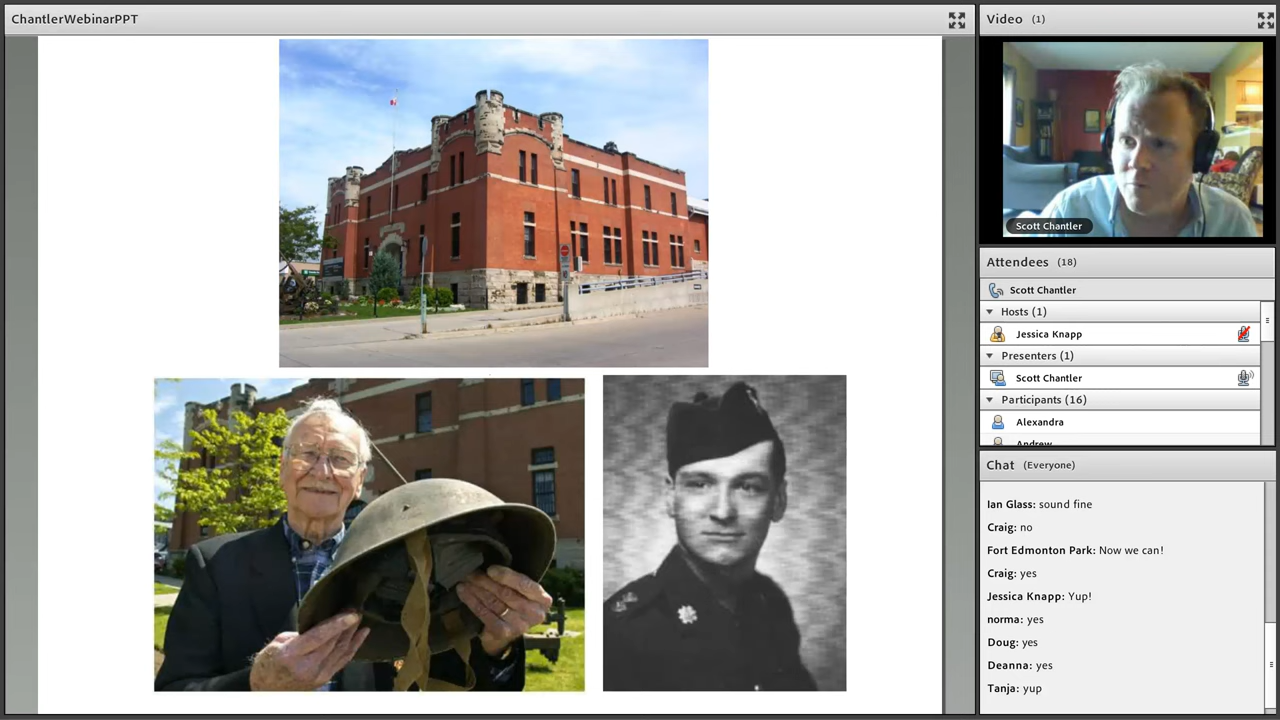 ChantlerWebinarPPT
Video (1)
Scott Chantler
Attendees (18)
Scott Chantler
Hosts (1)
Jessica Knapp
Presenters (1)
Scott Chantler
Participants (16)
Alexandra
Andrew
Chat (Everyone)
Ian Glass: sound fine
Craig: no
Fort Edmonton Park: Now we can!
Craig: yes
Jessica Knapp: Yup!
norma: yes
Doug: yes
Deanna: yes
Tanja: yup